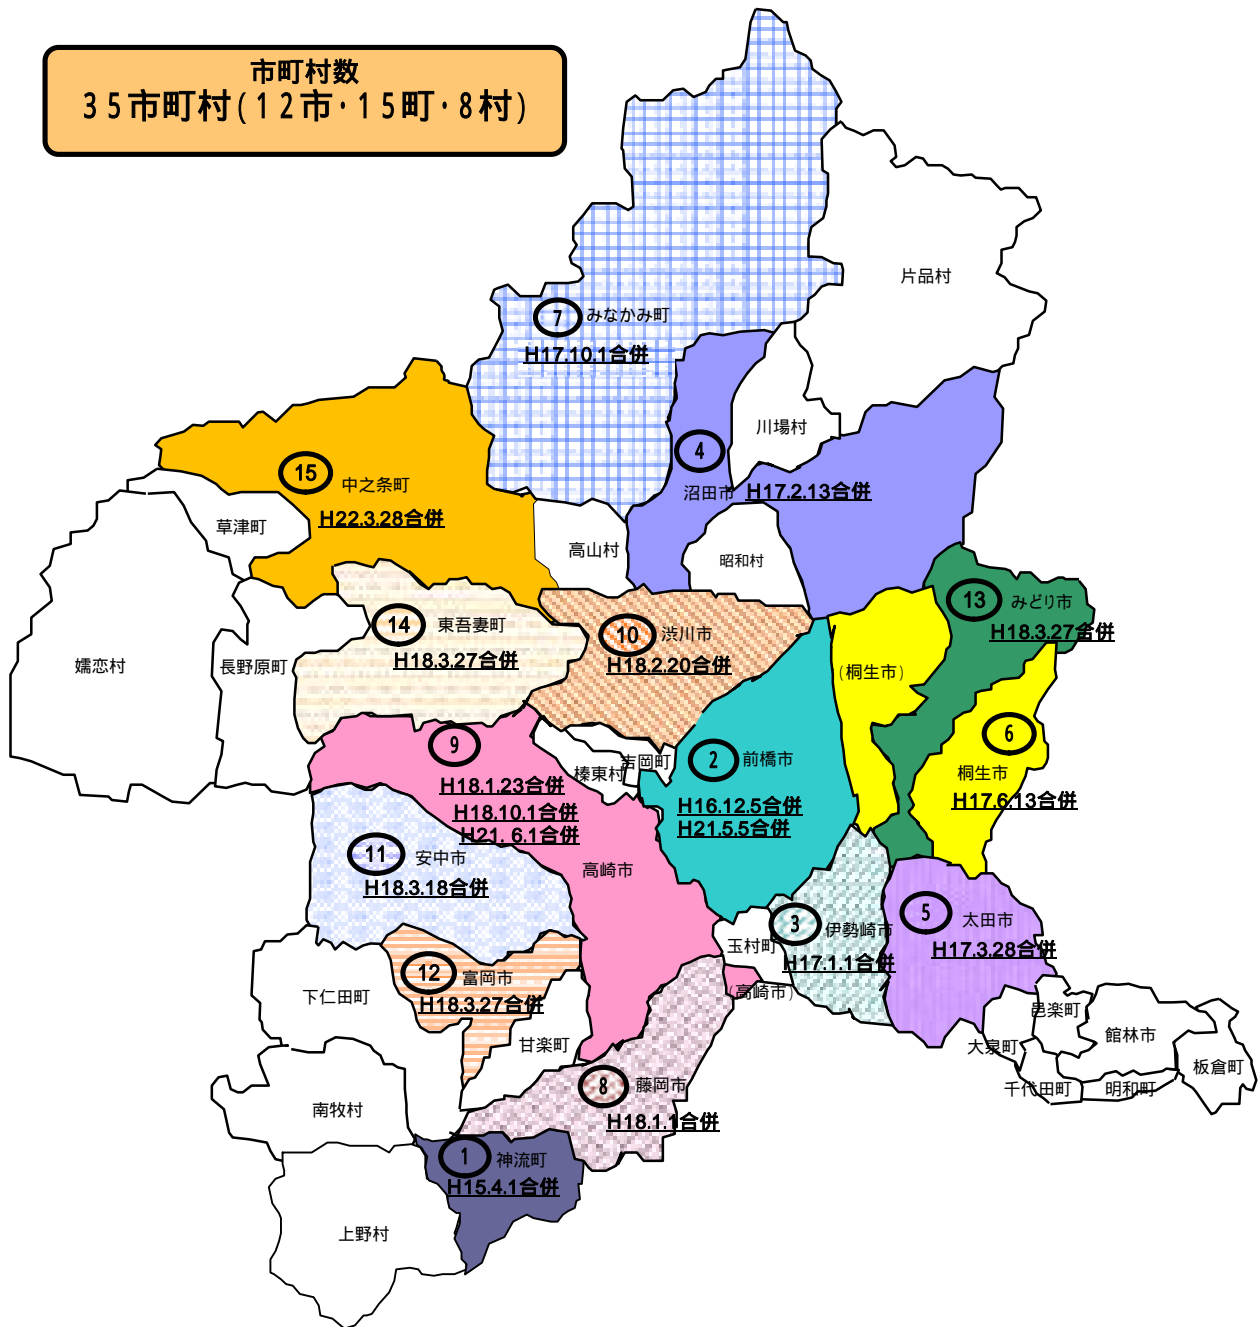 市町村数
35市町村(12市・15町・8村)
片品村
7
みなかみ町
H17.10.1合併
川場村
4
沼田市
H17.2.13合併
15
中之条町
H22.3.28合併
草津町
高山村
昭和村
13
みどり市
H18.3.27合併
14
東吾妻町
H18.3.27合併
10
渋川市
H18.2.20合併
嬬恋村
長野原町
(桐生市)
6
桐生市
H17.6.13合併
9
H18.1.23合併
H18.10.1合併
H21. 6.1合併
高崎市
榛東村
吉岡町
2
前橋市
H16.12.5合併
H21.5.5合併
11
安中市
H18.3.18合併
3
伊勢崎市
H17.1.1合併
5
太田市
H17.3.28合併
玉村町
(高崎市)
12
富岡市
H18.3.27合併
下仁田町
甘楽町
邑楽町
大泉町
館林市
板倉町
千代田町
明和町
南牧村
8
藤岡市
H18.1.1合併
1
神流町
H15.4.1合併
上野村